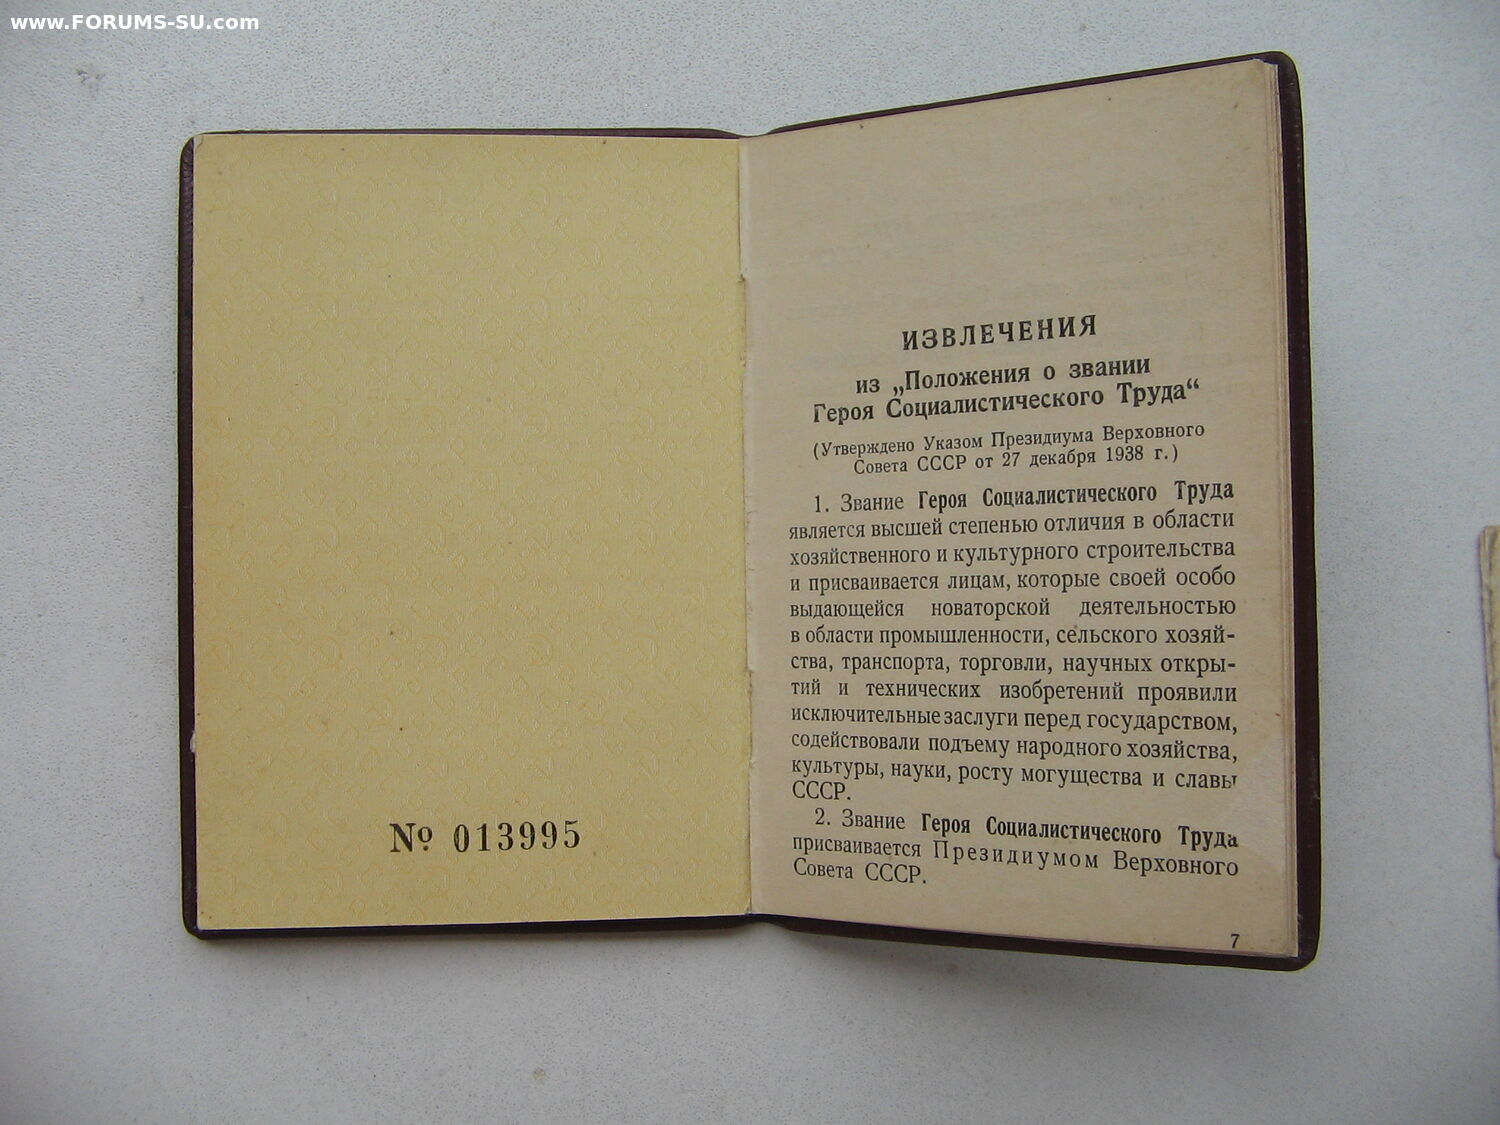 www.FORUMS-SU.com
№ 013995
ИЗВЛЕЧЕНИЯ
из „Положения о звании
Героя Социалистического Труда“
(Утверждено Указом Президиума Верховного
Совета СССР от 27 декабря 1938 г.)
1. Звание Героя Социалистического Труда
является высшей степенью отличия в области
хозяйственного и культурного строительства
и присваивается лицам, которые своей особо
выдающейся новаторской деятельностью
в области промышленности, сельского хозяй-
ства, транспорта, торговли, научных откры-
тий и технических изобретений проявили
исключительные заслуги перед государством,
содействовали подъему народного хозяйства,
культуры, науки, росту могущества и славы
СССР.
2. Звание Героя Социалистического Труда
присваивается Президиумом Верховного
Совета СССР.
7